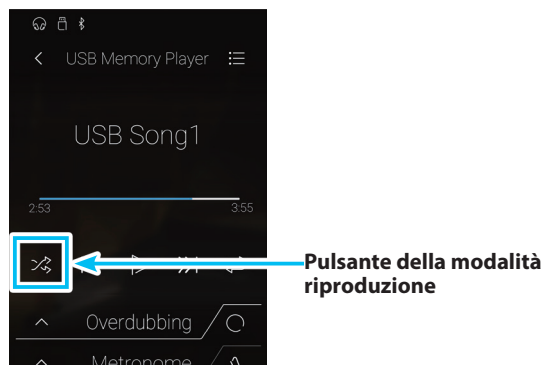 USB Memory Player
USB Song1
2:53 3:55
Pulsante della modalità
riproduzione
Overdubbing
Metronome